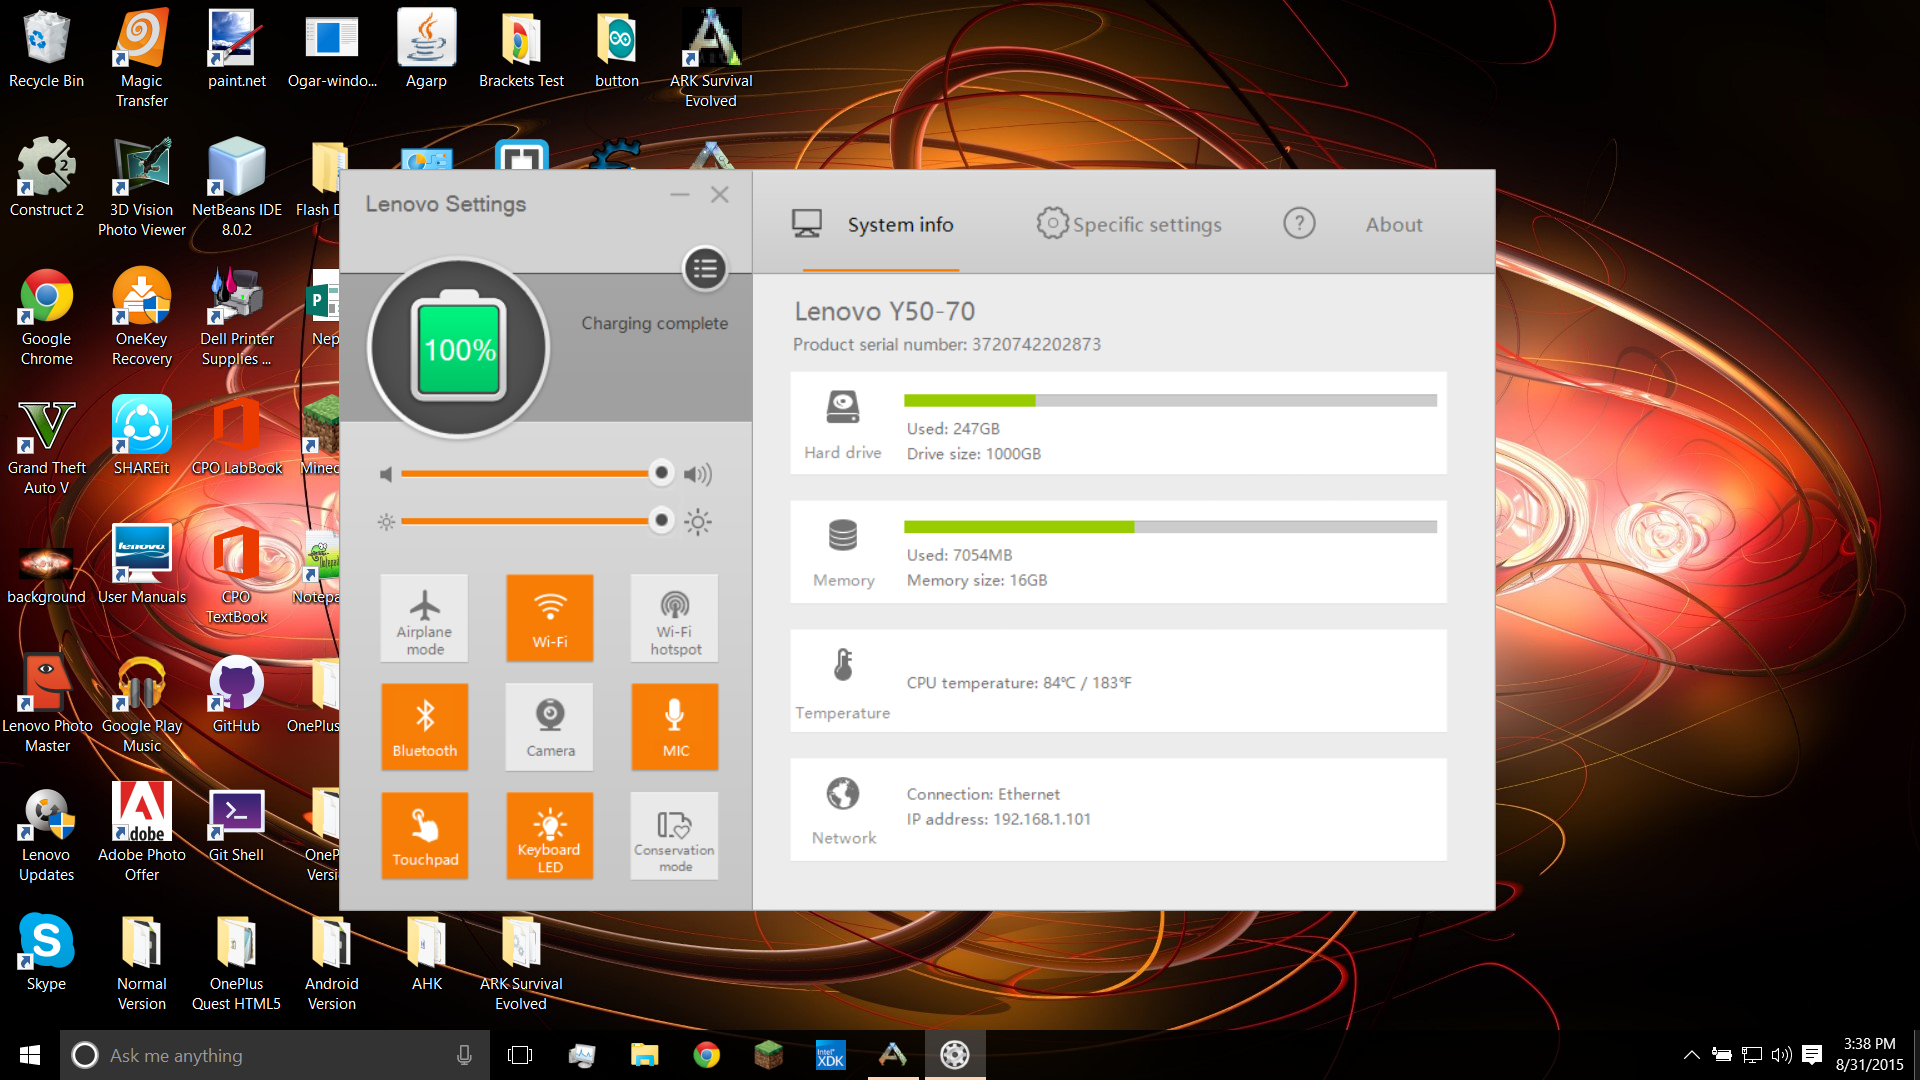 Recycle Bin
Magic
Transfer
paint.net
Ogar-windo...
Agarp
Brackets Test
button
ARK Survival
Evolved
Construct 2
3D Vision
Photo Viewer
NetBeans IDE
8.0.2
Flash D
Google
Chrome
OneKey
Recovery
Dell Printer
Supplies ...
Nep
Grand Theft
Auto V
SHAREit
CPO LabBook
Minec
background
lenovo
User Manuals
CPO
TextBook
Notepa
Lenovo Photo
Master
Google Play
Music
GitHub
OnePlus
Lenovo
Updates
Adobe
Adobe Photo
Offer
Git Shell
OneP
Versi
Skype
Normal
Version
OnePlus
Quest HTML5
Android
Version
AHK
ARK Survival
Evolved
Lenovo Settings
100%
Charging complete
Airplane
mode
Wi-Fi
Wi-Fi
hotspot
Bluetooth
Camera
MIC
Touchpad
Keyboard
LED
Conservation
mode
System info
Specific settings
?
About
Lenovo Y50-70
Product serial number: 3720742202873
Hard drive
Used: 247GB
Drive size: 1000GB
Memory
Used: 7054MB
Memory size: 16GB
Temperature
CPU temperature: 84℃ / 183℉
Network
Connection: Ethernet
IP address: 192.168.1.101
Ask me anything
intel
XDK
3:38 PM
8/31/2015